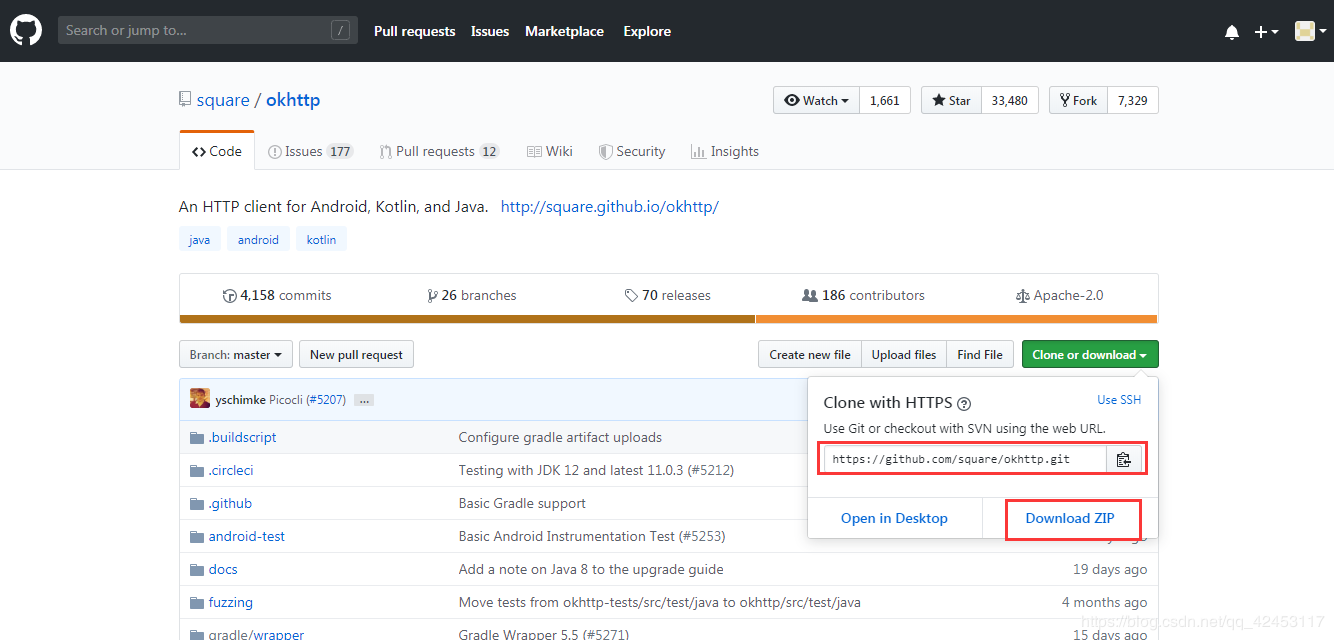 Search or jump to... / Pull requests Issues Marketplace Explore
square / okhttp Watch 1,661 Star 33,480 Fork 7,329
Code Issues 177 Pull requests 12 Wiki Security Insights
An HTTP client for Android, Kotlin, and Java. http://square.github.io/okhttp/
java android kotlin
4,158 commits 26 branches 70 releases 186 contributors Apache-2.0
Branch: master New pull request Create new file Upload files Find File Clone or download
yschimke Picocli (#5207) ...
Clone with HTTPS ? Use SSH
Use Git or checkout with SVN using the web URL.
https://github.com/square/okhttp.git
Open in Desktop Download ZIP
.buildscript Configure gradle artifact uploads
.circleci Testing with JDK 12 and latest 11.0.3 (#5212)
.github Basic Gradle support
android-test Basic Android Instrumentation Test (#5253)
docs Add a note on Java 8 to the upgrade guide 19 days ago
fuzzing Move tests from okhttp-tests/src/test/java to okhttp/src/test/java 4 months ago
gradle/wrapper Gradle Wrapper 5.5 (#5271) 15 days ago
https://blog.csdn.net/qq_42453117